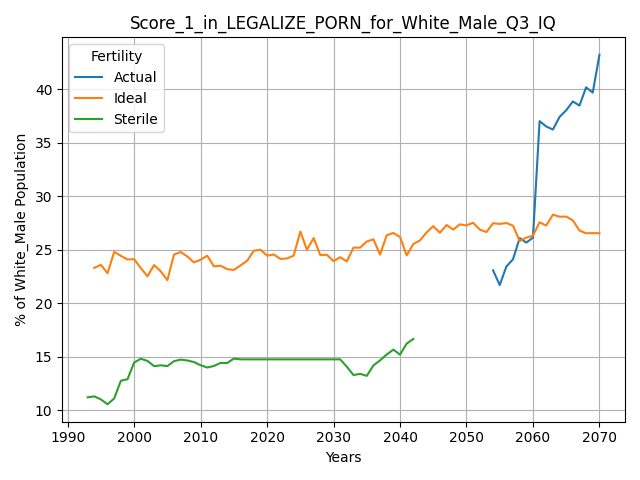 Score_1_in_LEGALIZE_PORN_for_White_Male_Q3_IQ
Fertility
Actual
Ideal
Sterile
% of White_Male Population
40
35
30
25
20
15
10
1990 2000 2010 2020 2030 2040 2050 2060 2070
Years